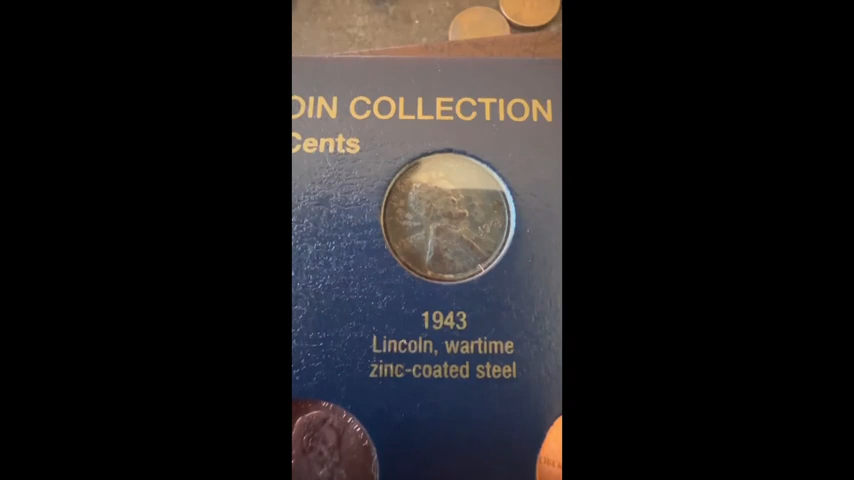 OIN COLLECTION
Cents
1943
Lincoln, wartime
zinc-coated steel